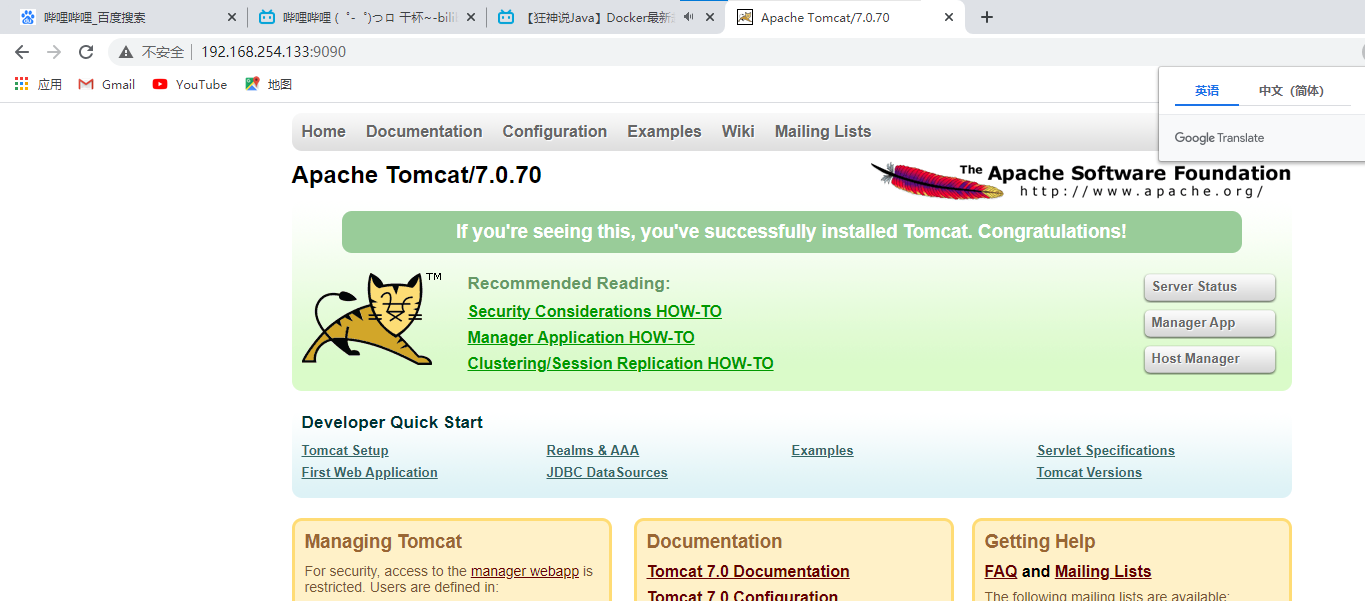 哔哩哔哩_百度搜索
哔哩哔哩 ( ゜- ゜)つロ 干杯~-bili
【狂神说Java】Docker最新
Apache Tomcat/7.0.70
不安全 192.168.254.133:9090
应用 Gmail YouTube 地图
英语 中文（简体）
Google Translate
Home Documentation Configuration Examples Wiki Mailing Lists
Apache Tomcat/7.0.70
The Apache Software Foundation
http://www.apache.org/
If you're seeing this, you've successfully installed Tomcat. Congratulations!
TM
Recommended Reading:
Security Considerations HOW-TO
Manager Application HOW-TO
Clustering/Session Replication HOW-TO
Server Status
Manager App
Host Manager
Developer Quick Start
Tomcat Setup Realms & AAA Examples Servlet Specifications
First Web Application JDBC DataSources Tomcat Versions
Managing Tomcat
For security, access to the manager webapp is
restricted. Users are defined in:
Documentation
Tomcat 7.0 Documentation
Tomcat 7.0 Configuration
Getting Help
FAQ and Mailing Lists
The following mailing lists are available: